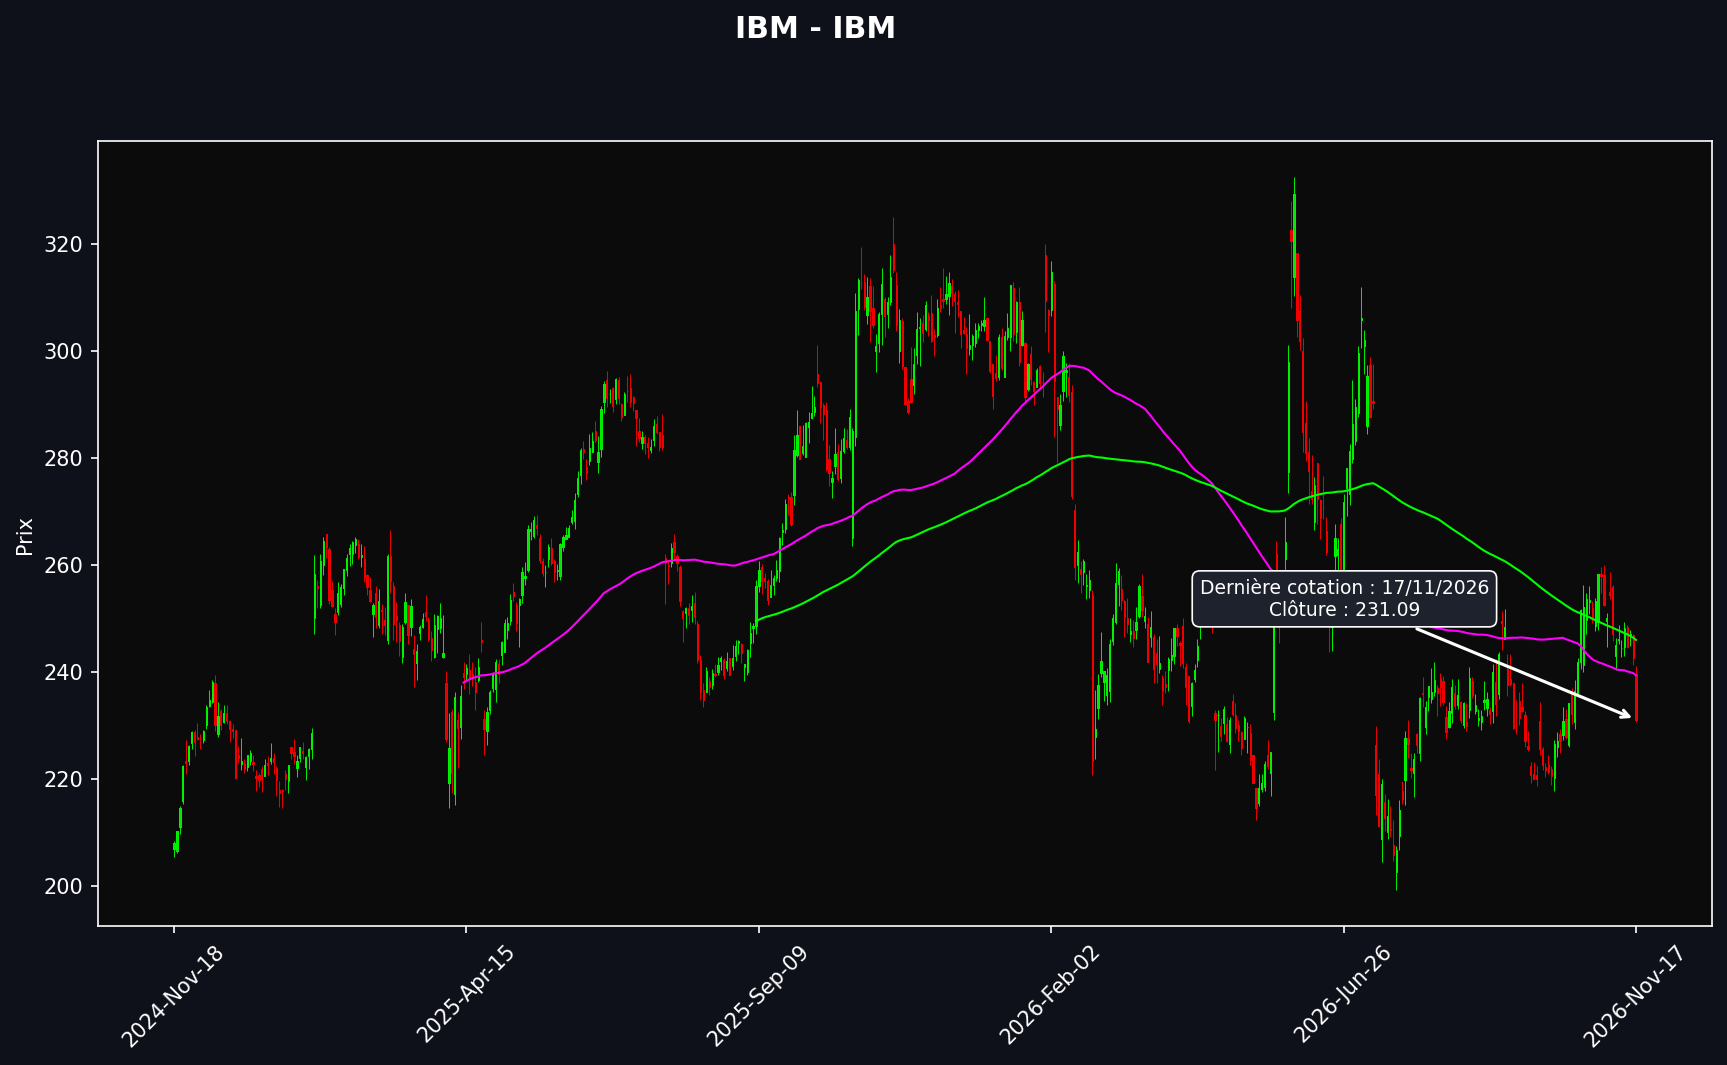 IBM - IBM
Prix
320
300
280
260
240
220
200
Dernière cotation : 17/11/2026
Clôture : 231.09
2024-Nov-18
2025-Apr-15
2025-Sep-09
2026-Feb-02
2026-Jun-26
2026-Nov-17